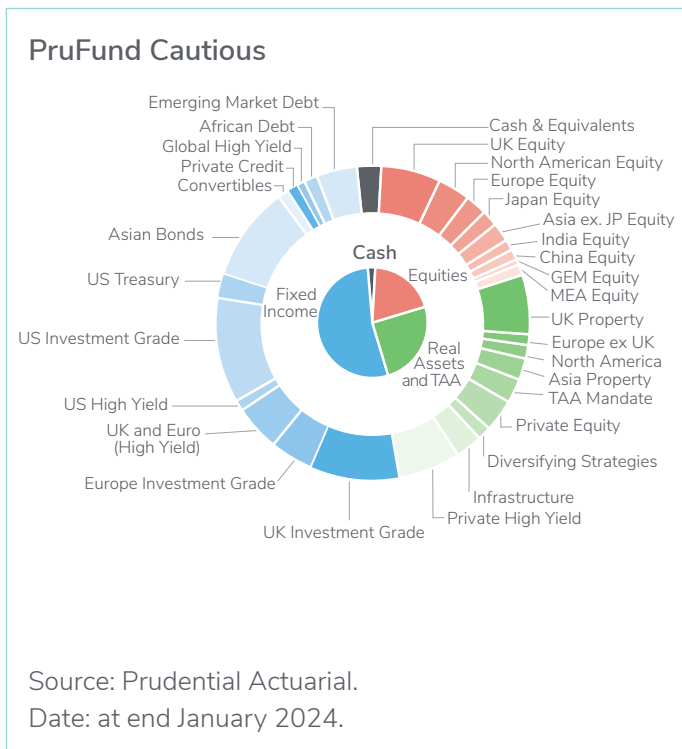 PruFund Cautious
Emerging Market Debt
African Debt
Global High Yield
Private Credit
Convertibles
Asian Bonds
US Treasury
US Investment Grade
US High Yield
UK and Euro
(High Yield)
Europe Investment Grade
UK Investment Grade
Cash & Equivalents
UK Equity
North American Equity
Europe Equity
Japan Equity
Asia ex. JP Equity
India Equity
China Equity
GEM Equity
MEA Equity
UK Property
Europe ex UK
North America
Asia Property
TAA Mandate
Private Equity
Diversifying Strategies
Infrastructure
Private High Yield
Cash
Equities
Fixed
Income
Real
Assets
and TAA
Source: Prudential Actuarial.
Date: at end January 2024.